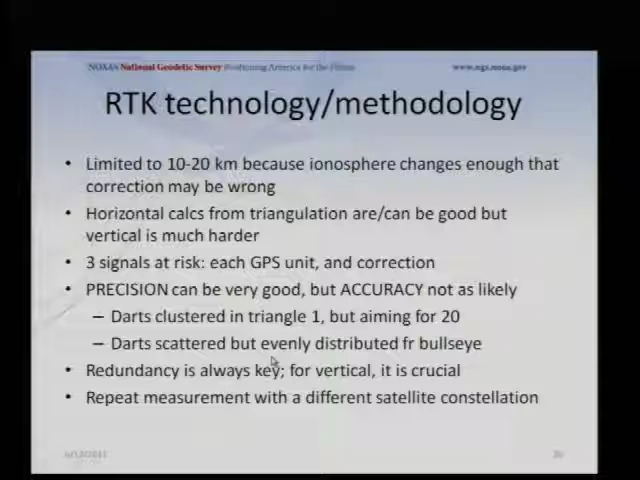 NOAA's National Geodetic Survey Positioning America for the Future
www.ngs.noaa.gov
RTK technology/methodology
• Limited to 10-20 km because ionosphere changes enough that
correction may be wrong
• Horizontal calcs from triangulation are/can be good but
vertical is much harder
• 3 signals at risk: each GPS unit, and correction
• PRECISION can be very good, but ACCURACY not as likely
– Darts clustered in triangle 1, but aiming for 20
– Darts scattered but evenly distributed fr bullseye
• Redundancy is always key; for vertical, it is crucial
• Repeat measurement with a different satellite constellation